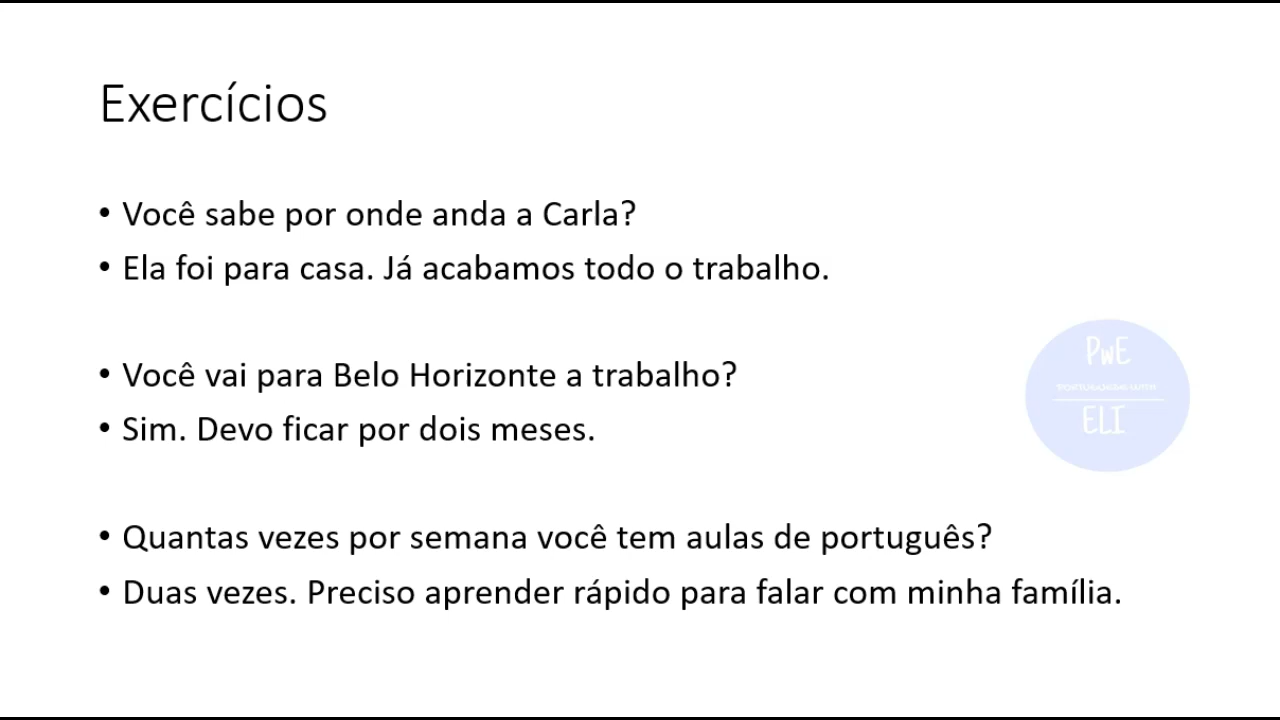 Exercícios
• Você sabe por onde anda a Carla?
• Ela foi para casa. Já acabamos todo o trabalho.
• Você vai para Belo Horizonte a trabalho?
• Sim. Devo ficar por dois meses.
PwE
ELI
• Quantas vezes por semana você tem aulas de português?
• Duas vezes. Preciso aprender rápido para falar com minha família.